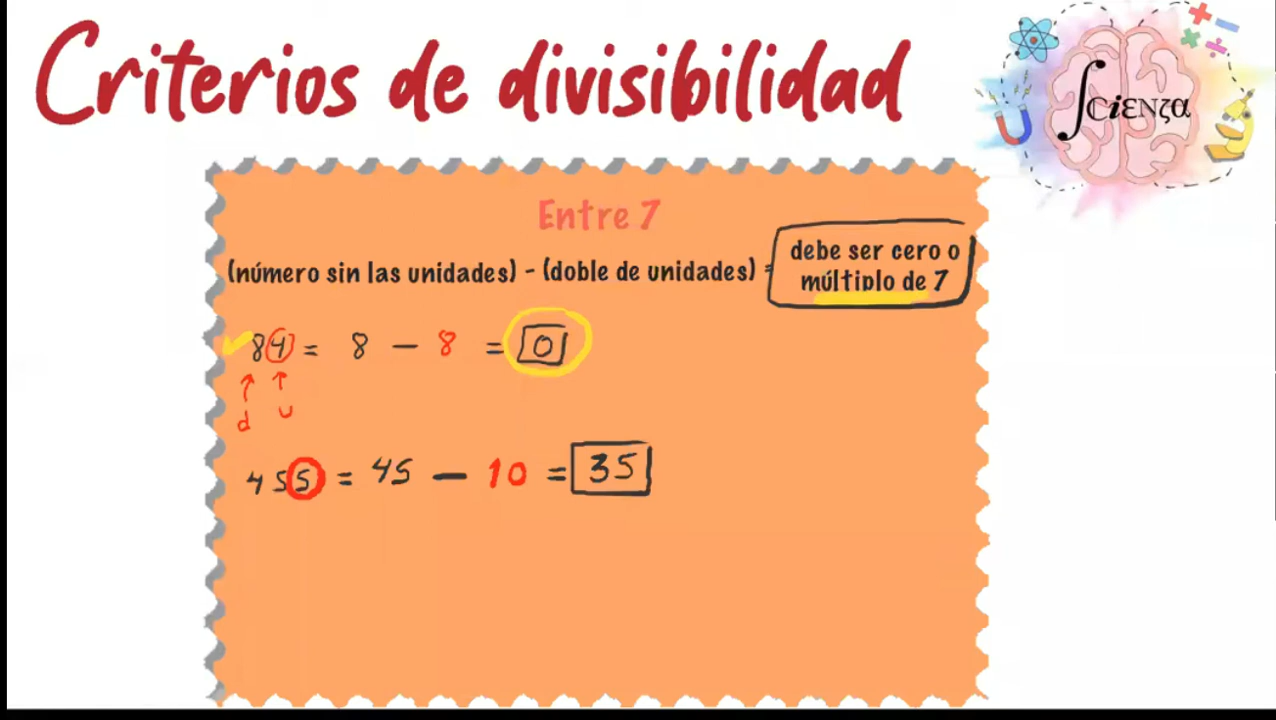 Criterios de divisibilidad
∫CiENζα
Entre 7
(número sin las unidades) - (doble de unidades) =
debe ser cero o
múltiplo de 7
84 = 8 - 8 = 0
d u
455 = 45 - 10 = 35